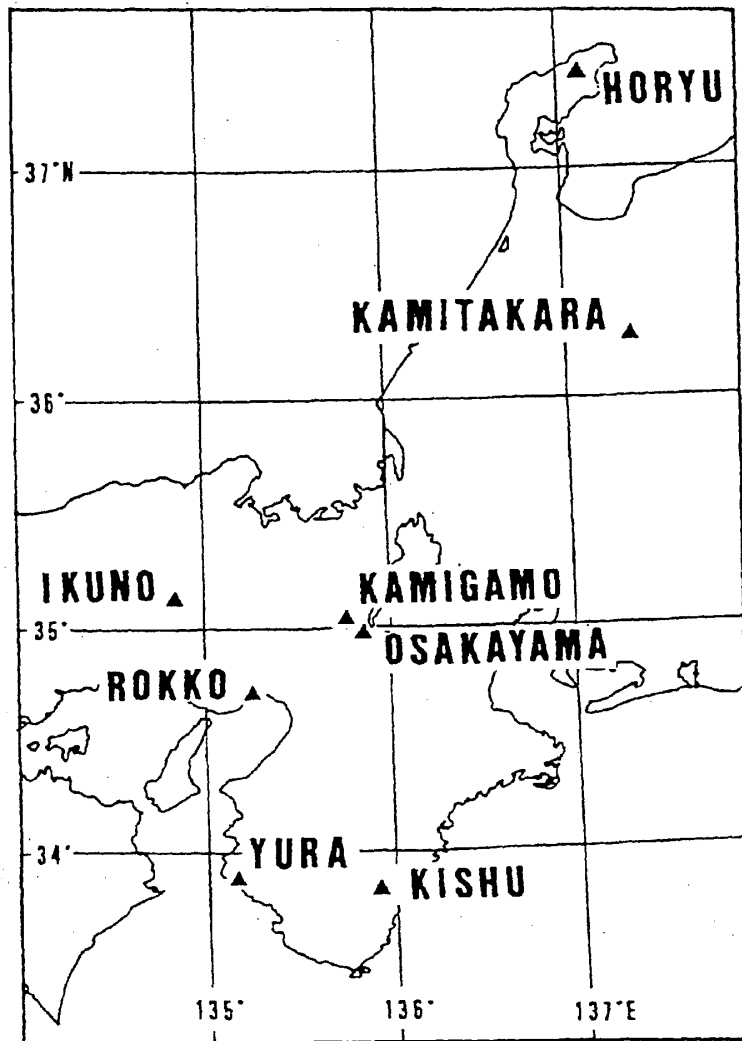 HORYU
37°N
KAMITAKARA
36°
IKUNO
KAMIGAMO
35°
OSAKAYAMA
ROKKO
34°
YURA
KISHU
135° 136° 137°E